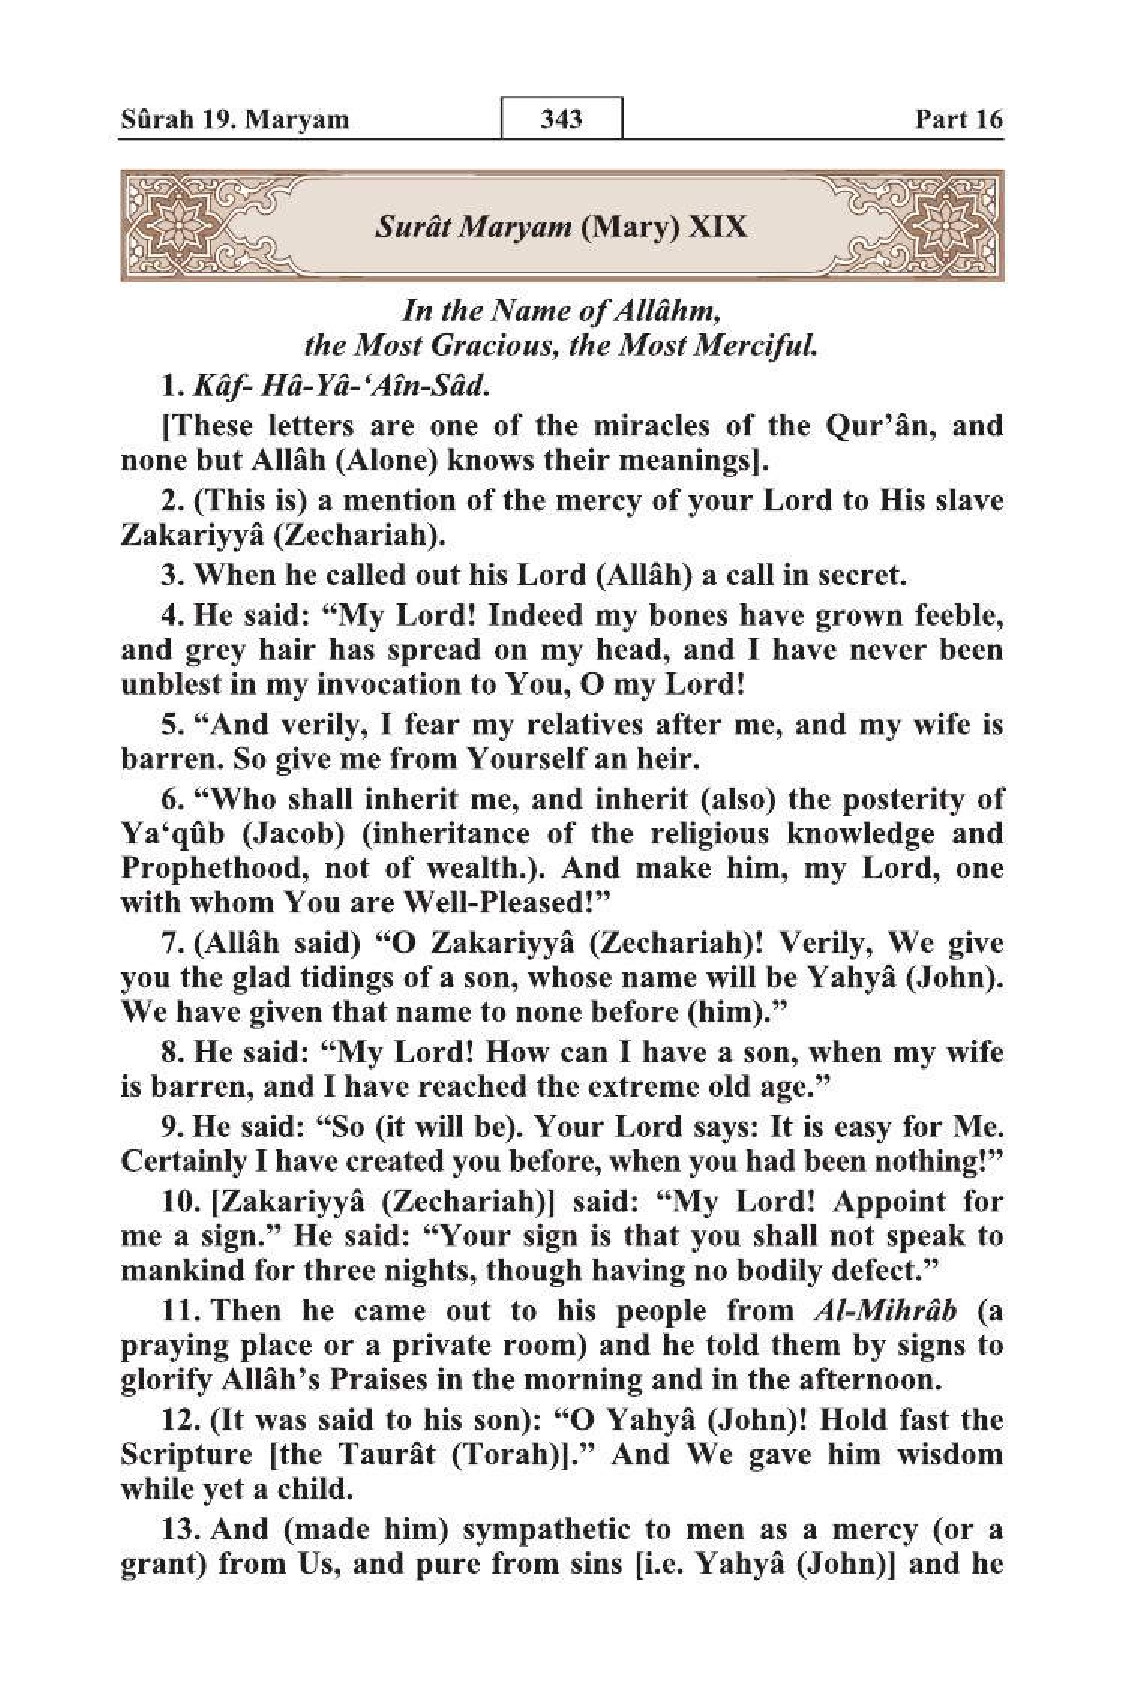 Sûrah 19. Maryam 343 Part 16
Surât Maryam (Mary) XIX
In the Name of Allâhm,
the Most Gracious, the Most Merciful.
1. Kâf- Hâ-Yâ-‘Aîn-Sâd.
[These letters are one of the miracles of the Qur’ân, and
none but Allâh (Alone) knows their meanings].
2. (This is) a mention of the mercy of your Lord to His slave
Zakariyyâ (Zechariah).
3. When he called out his Lord (Allâh) a call in secret.
4. He said: “My Lord! Indeed my bones have grown feeble,
and grey hair has spread on my head, and I have never been
unblest in my invocation to You, O my Lord!
5. “And verily, I fear my relatives after me, and my wife is
barren. So give me from Yourself an heir.
6. “Who shall inherit me, and inherit (also) the posterity of
Ya‘qûb (Jacob) (inheritance of the religious knowledge and
Prophethood, not of wealth.). And make him, my Lord, one
with whom You are Well-Pleased!”
7. (Allâh said) “O Zakariyyâ (Zechariah)! Verily, We give
you the glad tidings of a son, whose name will be Yahyâ (John).
We have given that name to none before (him).”
8. He said: “My Lord! How can I have a son, when my wife
is barren, and I have reached the extreme old age.”
9. He said: “So (it will be). Your Lord says: It is easy for Me.
Certainly I have created you before, when you had been nothing!”
10. [Zakariyyâ (Zechariah)] said: “My Lord! Appoint for
me a sign.” He said: “Your sign is that you shall not speak to
mankind for three nights, though having no bodily defect.”
11. Then he came out to his people from Al-Mihrâb (a
praying place or a private room) and he told them by signs to
glorify Allâh’s Praises in the morning and in the afternoon.
12. (It was said to his son): “O Yahyâ (John)! Hold fast the
Scripture [the Taurât (Torah)].” And We gave him wisdom
while yet a child.
13. And (made him) sympathetic to men as a mercy (or a
grant) from Us, and pure from sins [i.e. Yahyâ (John)] and he